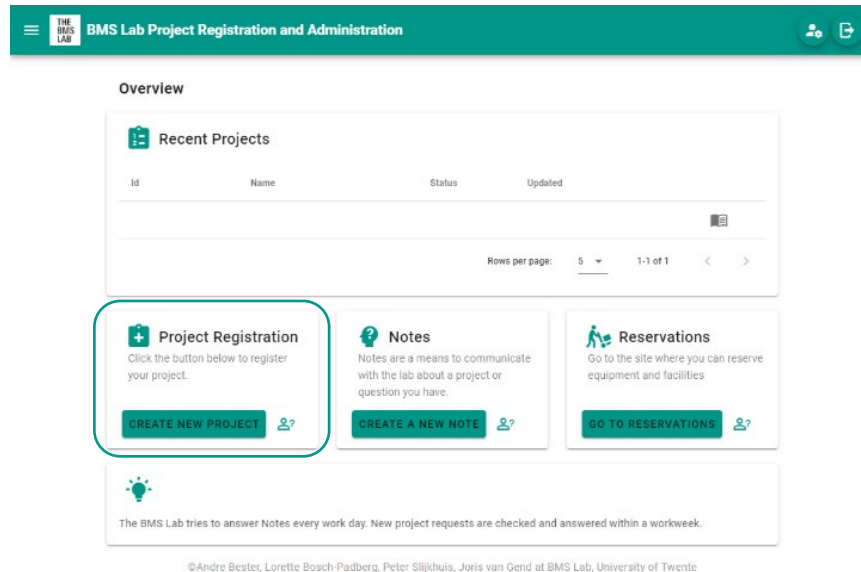 THE
BMS
LAB
BMS Lab Project Registration and Administration
Overview
Recent Projects
Id Name Status Updated
Rows per page: 5 1-1 of 1
Project Registration
Click the button below to register
your project.
CREATE NEW PROJECT
Notes
Notes are a means to communicate
with the lab about a project or
question you have.
CREATE A NEW NOTE
Reservations
Go to the site where you can reserve
equipment and facilities
GO TO RESERVATIONS
The BMS Lab tries to answer Notes every work day. New project requests are checked and answered within a workweek.
©Andre Bester, Lorette Bosch-Padberg, Peter Slijkhuis, Joris van Gend at BMS Lab, University of Twente